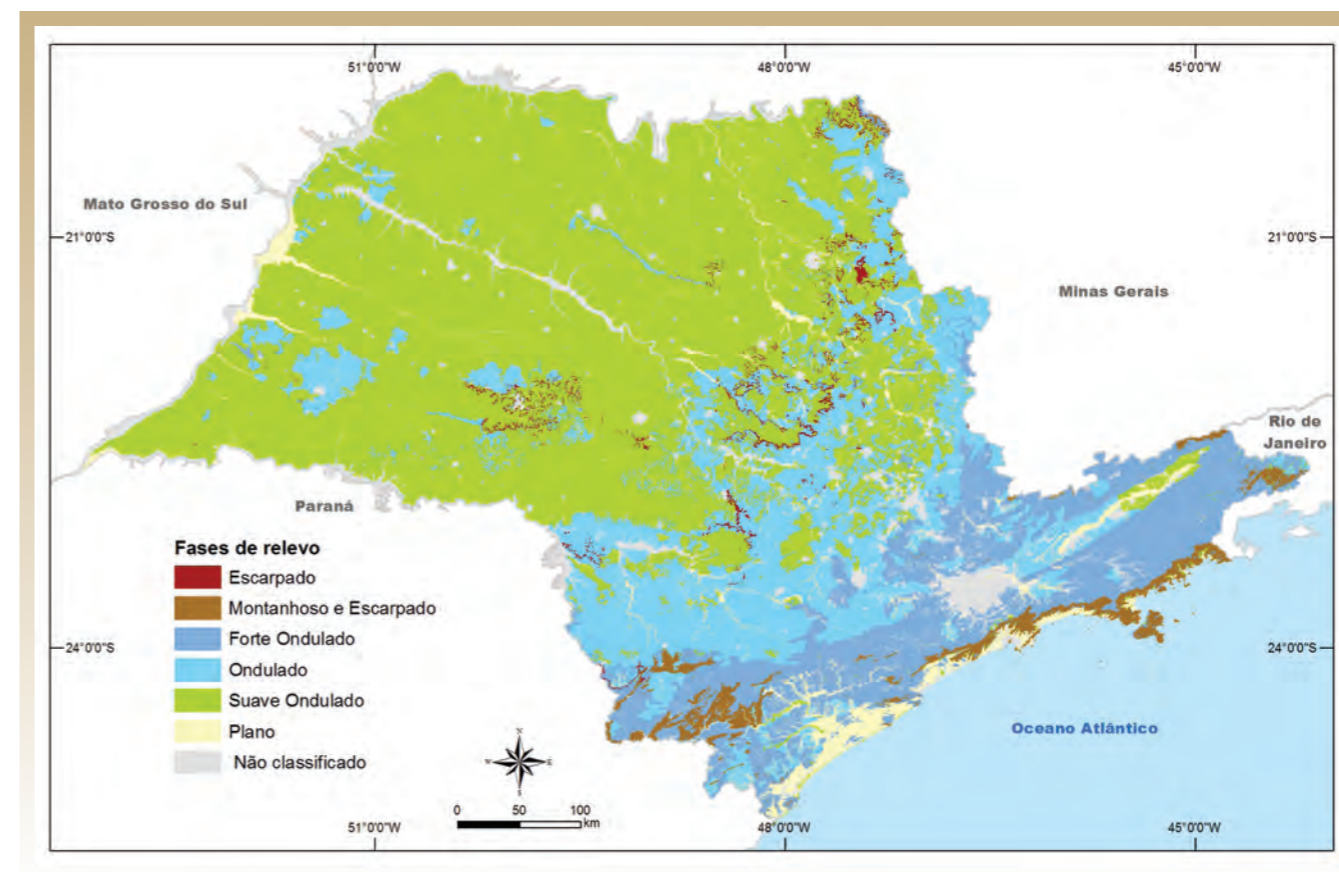 51°0'0"W 48°0'0"W 45°0'0"W
Mato Grosso do Sul
21°0'0"S 21°0'0"S
Minas Gerais
Rio de
Janeiro
Paraná
Fases de relevo
Escarpado
Montanhoso e Escarpado
Forte Ondulado
24°0'0"S 24°0'0"S
Ondulado
Suave Ondulado
Oceano Atlântico
Plano
N
Não classificado
W E
S
0 50 100
km
51°0'0"W 48°0'0"W 45°0'0"W